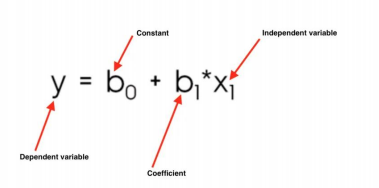 Constant
Independent variable
y = b₀ + b₁*x₁
Dependent variable
Coefficient